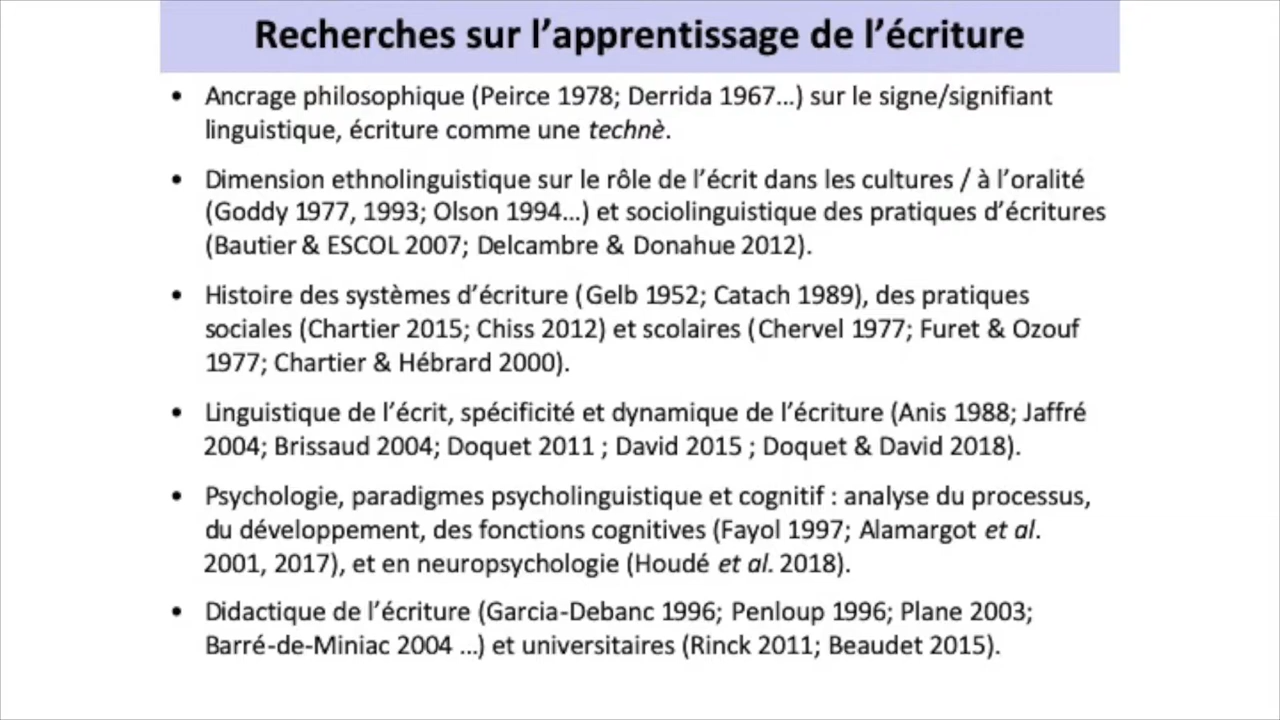 Recherches sur l’apprentissage de l’écriture
• Ancrage philosophique (Peirce 1978; Derrida 1967...) sur le signe/signifiant
linguistique, écriture comme une technè.
• Dimension ethnolinguistique sur le rôle de l’écrit dans les cultures / à l’oralité
(Goddy 1977, 1993; Olson 1994...) et sociolinguistique des pratiques d’écritures
(Bautier & ESCOL 2007; Delcambre & Donahue 2012).
• Histoire des systèmes d’écriture (Gelb 1952; Catach 1989), des pratiques
sociales (Chartier 2015; Chiss 2012) et scolaires (Chervel 1977; Furet & Ozouf
1977; Chartier & Hébrard 2000).
• Linguistique de l’écrit, spécificité et dynamique de l’écriture (Anis 1988; Jaffré
2004; Brissaud 2004; Doquet 2011 ; David 2015 ; Doquet & David 2018).
• Psychologie, paradigmes psycholinguistique et cognitif : analyse du processus,
du développement, des fonctions cognitives (Fayol 1997; Alamargot et al.
2001, 2017), et en neuropsychologie (Houdé et al. 2018).
• Didactique de l’écriture (Garcia-Debanc 1996; Penloup 1996; Plane 2003;
Barré-de-Miniac 2004 ...) et universitaires (Rinck 2011; Beaudet 2015).